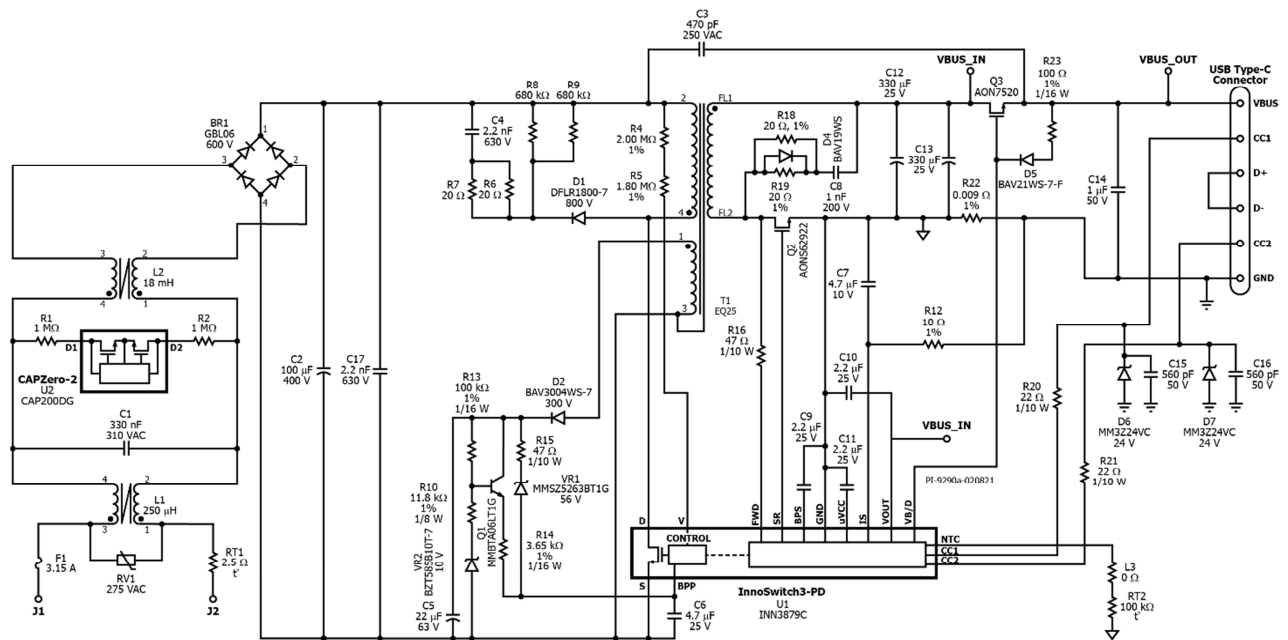 C3
470 pF
250 VAC
VBUS_IN
Q3
AON7520
R23
100 Ω
1%
1/16 W
VBUS_OUT
USB Type-C
Connector
VBUS
CC1
D+
D-
CC2
GND
BR1
GBL06
600 V
1
2
3
4
R8
680 kΩ
R9
680 kΩ
C4
2.2 nF
630 V
R7
20 Ω
R6
20 Ω
D1
DFLR1800-7
800 V
R4
2.00 MΩ
1%
R5
1.80 MΩ
1%
2
4
1
3
FL1
FL2
T1
EQ25
R18
20 Ω, 1%
D4
BAV19WS
R19
20 Ω
1%
C8
1 nF
200 V
C12
330 µF
25 V
C13
330 µF
25 V
R22
0.009 Ω
1%
D5
BAV21WS-7-F
C14
1 µF
50 V
Q2
AONS62922
C7
4.7 µF
10 V
R12
10 Ω
1%
R16
47 Ω
1/10 W
C10
2.2 µF
25 V
C9
2.2 µF
25 V
C11
2.2 µF
25 V
VBUS_IN
R20
22 Ω
1/10 W
R21
22 Ω
1/10 W
C15
560 pF
50 V
C16
560 pF
50 V
D6
MM3Z24VC
24 V
D7
MM3Z24VC
24 V
PI-9290a-020821
3
2
L2
18 mH
4
1
R1
1 MΩ
R2
1 MΩ
D1
D2
CAPZero-2
U2
CAP200DG
C1
330 nF
310 VAC
4
2
L1
250 µH
3
1
F1
3.15 A
RV1
275 VAC
RT1
2.5 Ω
t°
J1
J2
C2
100 µF
400 V
C17
2.2 nF
630 V
R13
100 kΩ
1%
1/16 W
D2
BAV3004WS-7
300 V
R15
47 Ω
1/10 W
VR1
MMSZ5263BT1G
56 V
R10
11.8 kΩ
1%
1/8 W
Q1
MMBTA06LT1G
VR2
BZT585B10T-7
10 V
R14
3.65 kΩ
1%
1/16 W
C5
22 µF
63 V
C6
4.7 µF
25 V
D
V
S
BPP
CONTROL
FWD
SR
BPS
GND
uVCC
IS
VOUT
VB/D
NTC
CC1
CC2
InnoSwitch3-PD
U1
INN3879C
L3
0 Ω
RT2
100 kΩ
t°